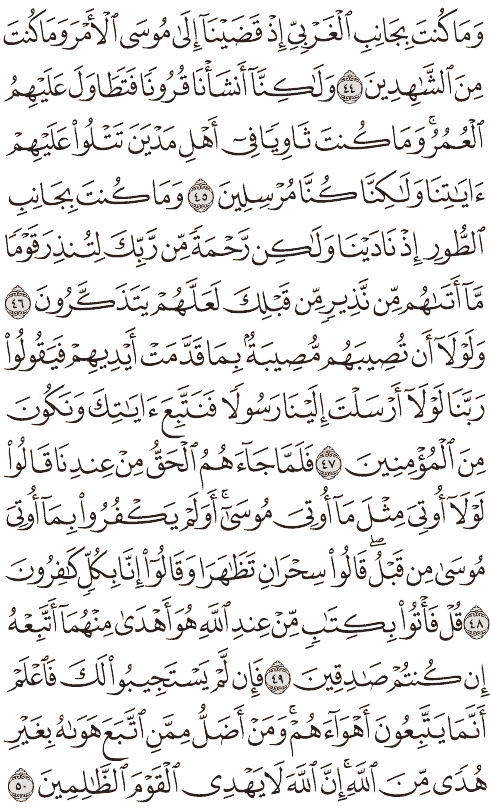 وَمَا كُنتَ بِجَانِبِ ٱلْغَرْبِيِّ إِذْ قَضَيْنَآ إِلَىٰ مُوسَى ٱلْأَمْرَ وَمَا كُنتَ
مِنَ ٱلشَّٰهِدِينَ ٤٤ وَلَٰكِنَّآ أَنشَأْنَا قُرُونًا فَتَطَاوَلَ عَلَيْهِمُ
ٱلْعُمُرُ ۚ وَمَا كُنتَ ثَاوِيًا فِىٓ أَهْلِ مَدْيَنَ تَتْلُوا۟ عَلَيْهِمْ
ءَايَٰتِنَا وَلَٰكِنَّا كُنَّا مُرْسِلِينَ ٤٥ وَمَا كُنتَ بِجَانِبِ
ٱلطُّورِ إِذْ نَادَيْنَا وَلَٰكِن رَّحْمَةً مِّن رَّبِّكَ لِتُنذِرَ قَوْمًا
مَّآ أَتَىٰهُم مِّن نَّذِيرٍ مِّن قَبْلِكَ لَعَلَّهُمْ يَتَذَكَّرُونَ ٤٦
وَلَوْلَآ أَن تُصِيبَهُم مُّصِيبَةٌۢ بِمَا قَدَّمَتْ أَيْدِيهِمْ فَيَقُولُوا۟
رَبَّنَا لَوْلَآ أَرْسَلْتَ إِلَيْنَا رَسُولًا فَنَتَّبِعَ ءَايَٰتِكَ وَنَكُونَ
مِنَ ٱلْمُؤْمِنِينَ ٤٧ فَلَمَّا جَآءَهُمُ ٱلْحَقُّ مِنْ عِندِنَا قَالُوا۟
لَوْلَآ أُوتِىَ مِثْلَ مَآ أُوتِىَ مُوسَىٰٓ ۚ أَوَلَمْ يَكْفُرُوا۟ بِمَآ أُوتِىَ
مُوسَىٰ مِن قَبْلُ ۖ قَالُوا۟ سِحْرَانِ تَظَٰهَرَا وَقَالُوٓا۟ إِنَّا بِكُلٍّ كَٰفِرُونَ
٤٨ قُلْ فَأْتُوا۟ بِكِتَٰبٍ مِّنْ عِندِ ٱللَّهِ هُوَ أَهْدَىٰ مِنْهُمَآ أَتَّبِعْهُ
إِن كُنتُمْ صَٰدِقِينَ ٤٩ فَإِن لَّمْ يَسْتَجِيبُوا۟ لَكَ فَٱعْلَمْ
أَنَّمَا يَتَّبِعُونَ أَهْوَآءَهُمْ ۚ وَمَنْ أَضَلُّ مِمَّنِ ٱتَّبَعَ هَوَىٰهُ بِغَيْرِ
هُدًى مِّنَ ٱللَّهِ ۚ إِنَّ ٱللَّهَ لَا يَهْدِى ٱلْقَوْمَ ٱلظَّٰلِمِينَ ٥٠